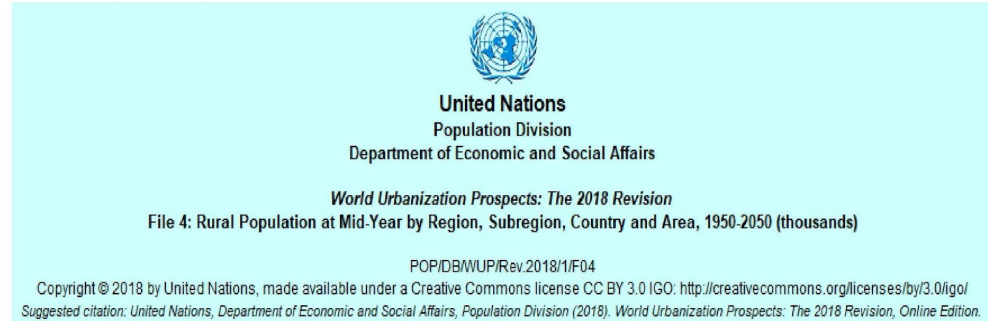 United Nations
Population Division
Department of Economic and Social Affairs
World Urbanization Prospects: The 2018 Revision
File 4: Rural Population at Mid-Year by Region, Subregion, Country and Area, 1950-2050 (thousands)
POP/DB/WUP/Rev.2018/1/F04
Copyright © 2018 by United Nations, made available under a Creative Commons license CC BY 3.0 IGO: http://creativecommons.org/licenses/by/3.0/igo/
Suggested citation: United Nations, Department of Economic and Social Affairs, Population Division (2018). World Urbanization Prospects: The 2018 Revision, Online Edition.